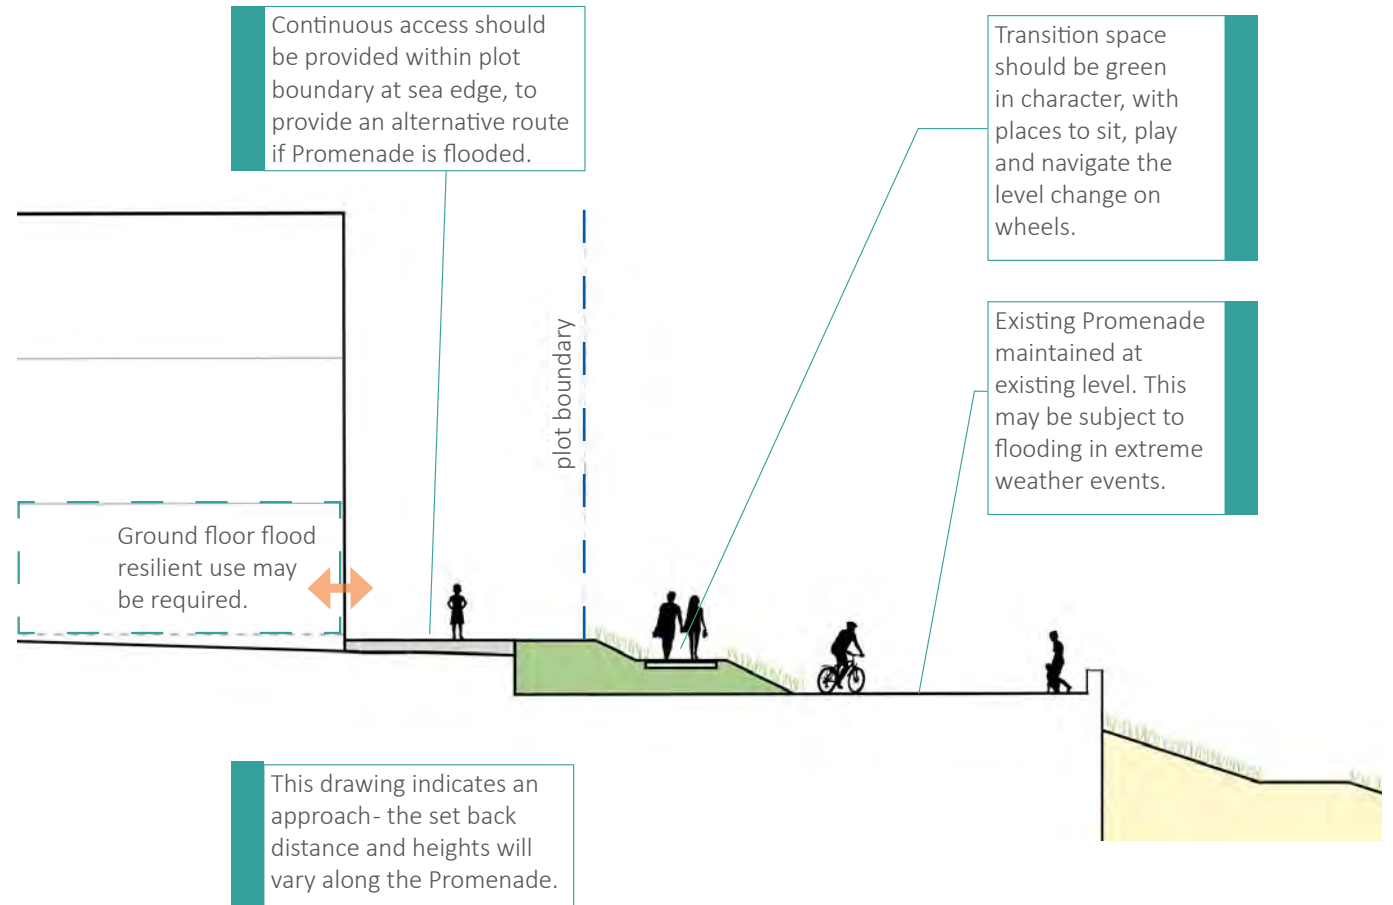 Continuous access should
be provided within plot
boundary at sea edge, to
provide an alternative route
if Promenade is flooded.
Transition space
should be green
in character, with
places to sit, play
and navigate the
level change on
wheels.
Existing Promenade
maintained at
existing level. This
may be subject to
flooding in extreme
weather events.
plot boundary
Ground floor flood
resilient use may
be required.
This drawing indicates an
approach - the set back
distance and heights will
vary along the Promenade.